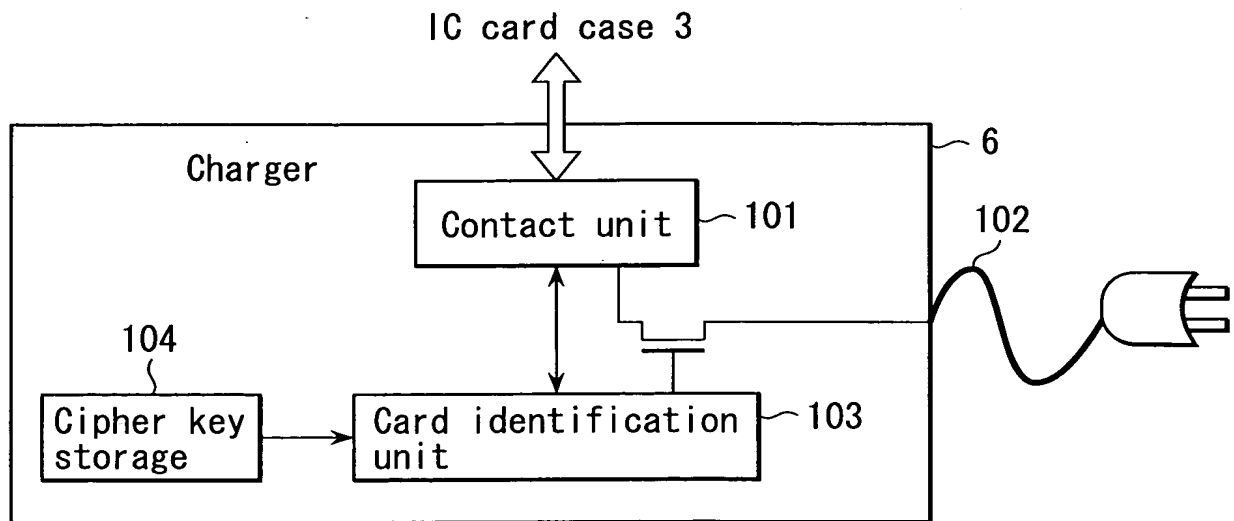 IC card case 3
Charger
6
Contact unit
101
102
104
Cipher key
storage
Card identification
unit
103